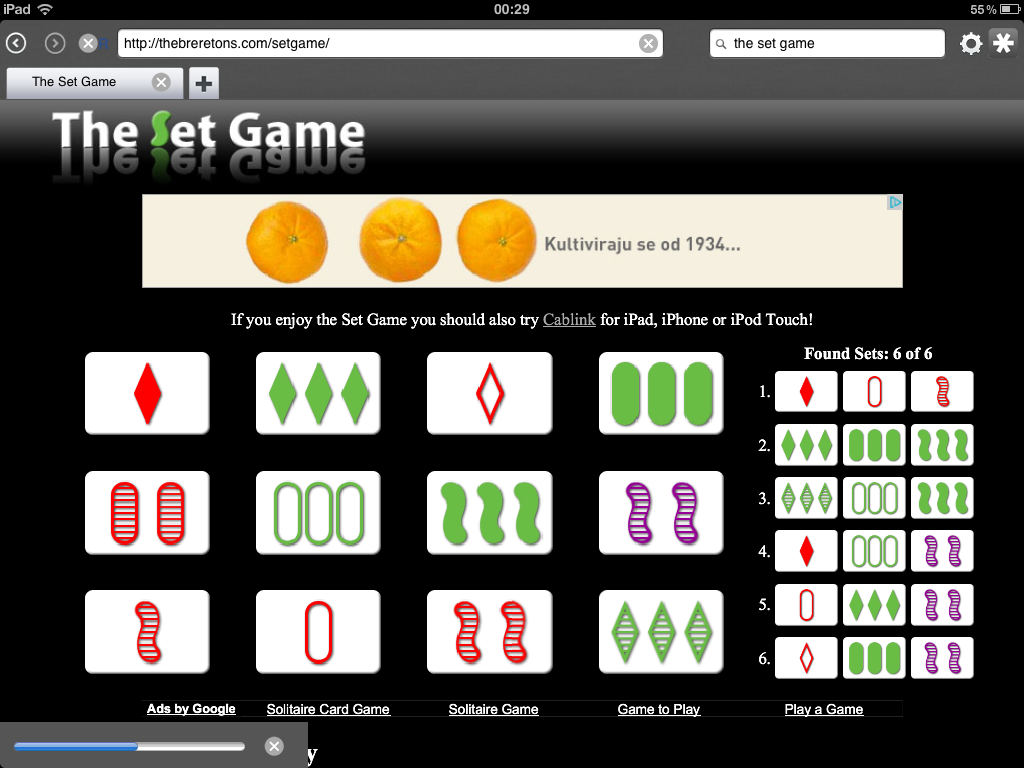 iPad 00:29 55%
http://thebreretons.com/setgame/ the set game
The Set Game
The Set Game
Kultiviraju se od 1934...
If you enjoy the Set Game you should also try Cablink for iPad, iPhone or iPod Touch!
Found Sets: 6 of 6
1.
2.
3.
4.
5.
6.
Ads by Google Solitaire Card Game Solitaire Game Game to Play Play a Game
y